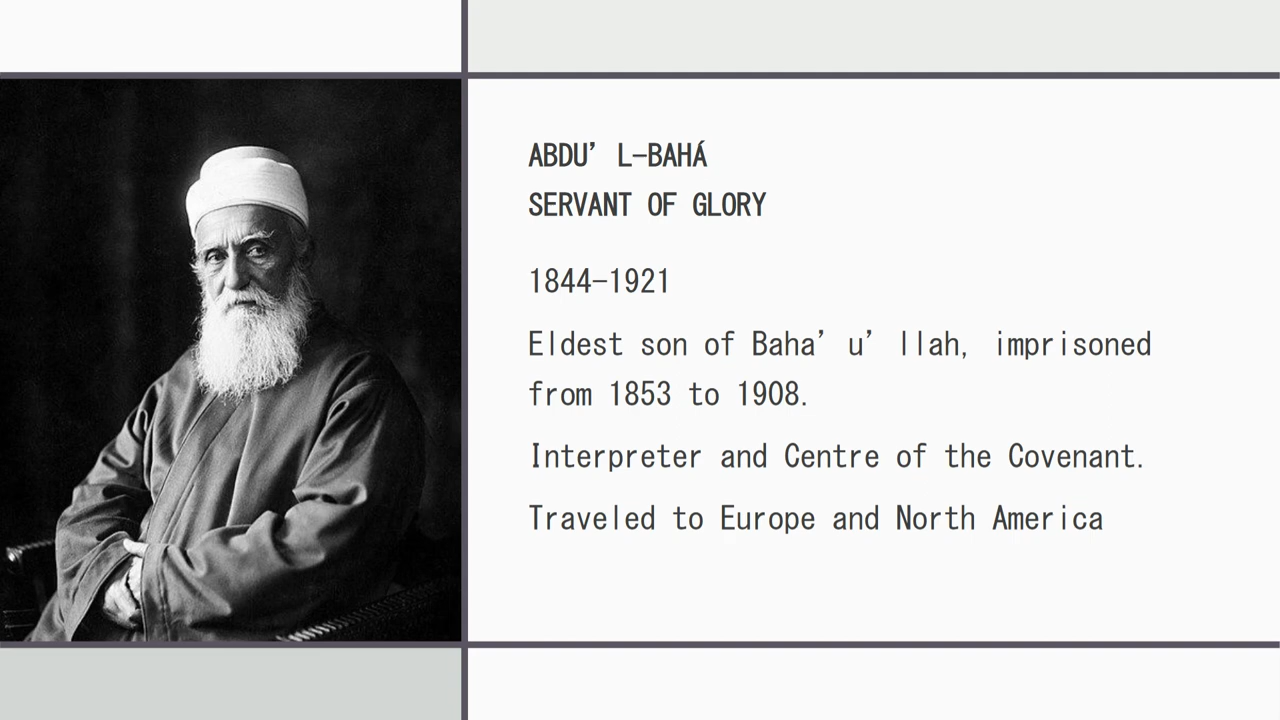 ABDU’L-BAHÁ
SERVANT OF GLORY
1844-1921
Eldest son of Baha’u’llah, imprisoned
from 1853 to 1908.
Interpreter and Centre of the Covenant.
Traveled to Europe and North America